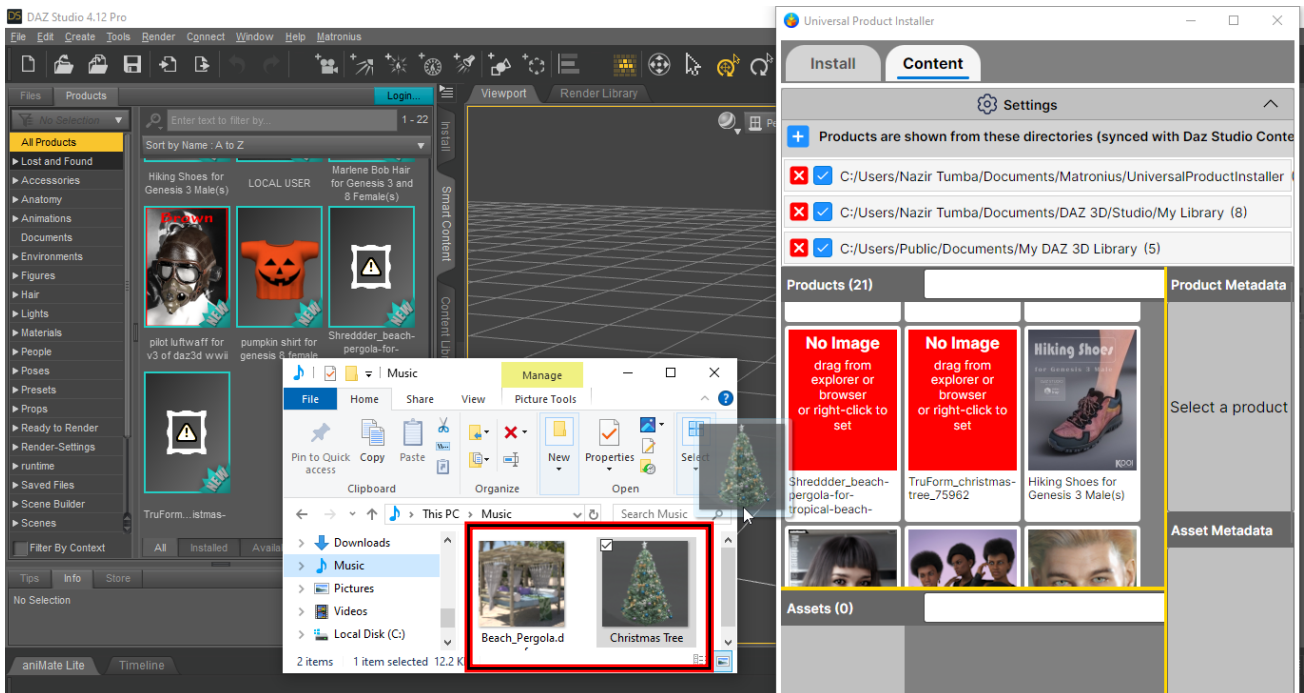 DAZ Studio 4.12 Pro
File Edit Create Tools Render Connect Window Help Matronius
Files Products Login...
No Selection
Enter text to filter by... 1 - 22
Sort by Name : A to Z
All Products
Lost and Found
Accessories
Anatomy
Animations
Documents
Environments
Figures
Hair
Lights
Materials
People
Poses
Presets
Props
Ready to Render
Render-Settings
runtime
Saved Files
Scene Builder
Scenes
Filter By Context
Hiking Shoes for
Genesis 3 Male(s)
LOCAL USER
Marlene Bob Hair
for Genesis 3 and
8 Female(s)
pilot luftwaff for
v3 of daz3d wwii
pumpkin shirt for
genesis 8 female
Shreddder_beach-
pergola-for-
NEW
NEW
NEW
NEW
TruForm...istmas-
All Installed Availa
Tips Info Store
No Selection
aniMate Lite Timeline
Install
Smart Content
Content Libr
Viewport Render Library
Pe
Music
Manage
File Home Share View Picture Tools
Pin to Quick
access
Copy
Paste
New
Properties
Select
Clipboard Organize Open
This PC > Music
Search Music
Downloads
Music
Pictures
Videos
Local Disk (C:)
Beach_Pergola.d
Christmas Tree
2 items 1 item selected 12.2 K
Universal Product Installer
Install Content
Settings
Products are shown from these directories (synced with Daz Studio Conte
C:/Users/Nazir Tumba/Documents/Matronius/UniversalProductInstaller
C:/Users/Nazir Tumba/Documents/DAZ 3D/Studio/My Library (8)
C:/Users/Public/Documents/My DAZ 3D Library (5)
Products (21)
Product Metadata
No Image
drag from
explorer or
browser
or right-click to
set
No Image
drag from
explorer or
browser
or right-click to
set
Hiking Shoes
for Genesis 3 Male
Shreddder_beach-
pergola-for-
tropical-beach-
TruForm_christmas-
tree_75962
Hiking Shoes for
Genesis 3 Male(s)
Select a product
Asset Metadata
Assets (0)